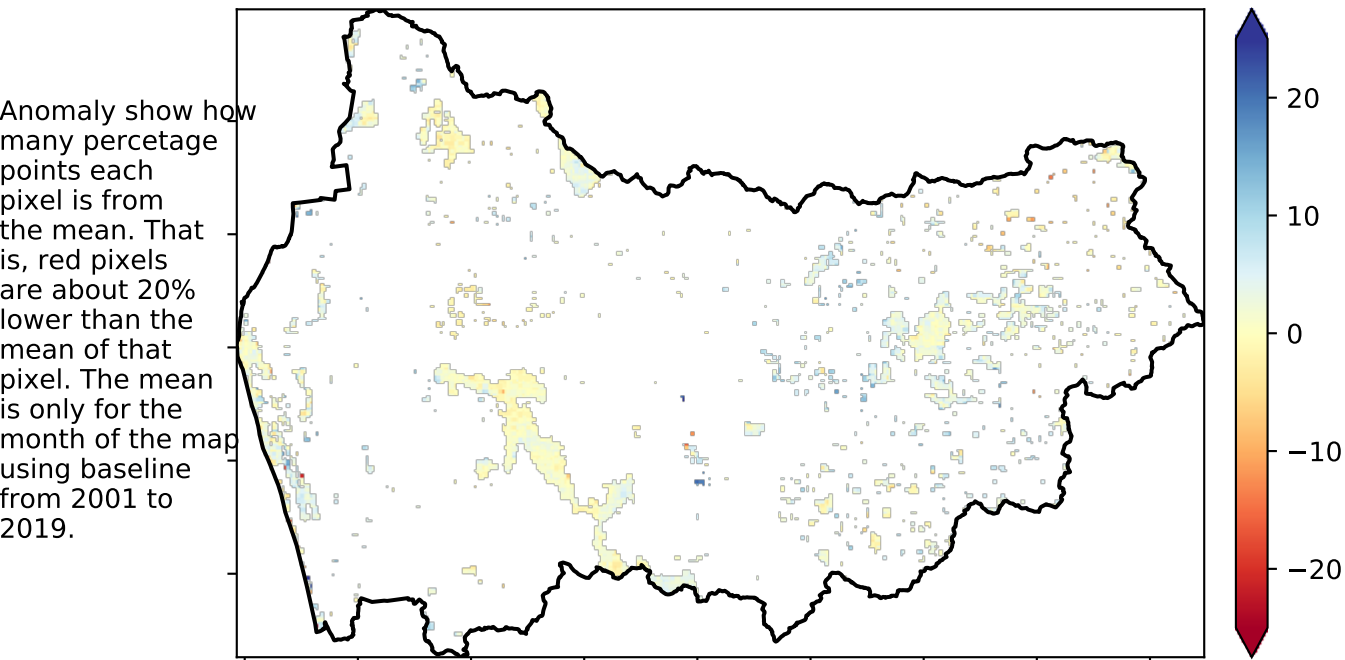 Anomaly show how
many percetage
points each
pixel is from
the mean. That
is, red pixels
are about 20%
lower than the
mean of that
pixel. The mean
is only for the
month of the map
using baseline
from 2001 to
2019.
20
10
0
−10
−20